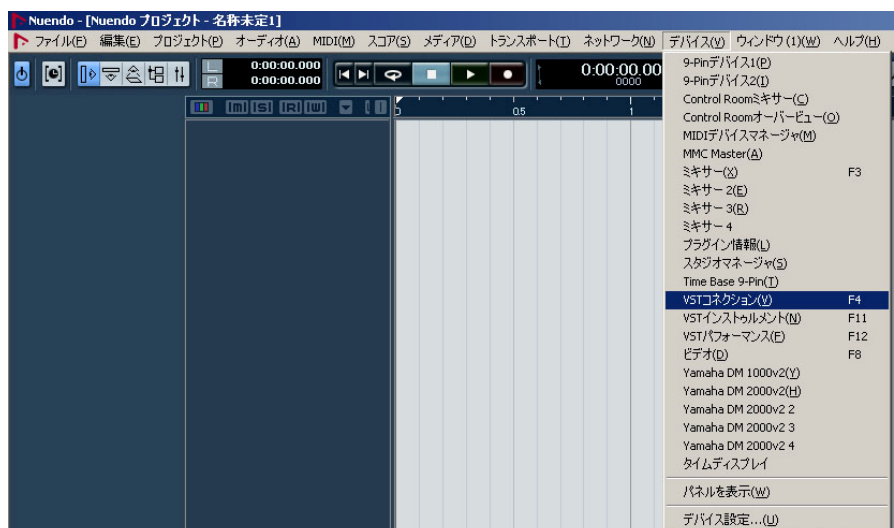 Nuendo - [Nuendo プロジェクト - 名称未定1]
ファイル(F) 編集(E) プロジェクト(P) オーディオ(A) MIDI(M) スコア(S) メディア(D) トランスポート(T) ネットワーク(N) デバイス(V) ウィンドウ(1)(W) ヘルプ(H)
L 0:00:00.000
R 0:00:00.000
0:00:00.00
0000
m S R W
0.5 1
9-Pinデバイス1(P)
9-Pinデバイス2(I)
Control Roomミキサー(C)
Control Roomオーバービュー(O)
MIDIデバイスマネージャ(M)
MMC Master(A)
ミキサー(X) F3
ミキサー 2(E)
ミキサー 3(R)
ミキサー 4
プラグイン情報(L)
スタジオマネージャ(S)
Time Base 9-Pin(T)
VSTコネクション(V) F4
VSTインストゥルメント(N) F11
VSTパフォーマンス(F) F12
ビデオ(D) F8
Yamaha DM 1000v2(Y)
Yamaha DM 2000v2(H)
Yamaha DM 2000v2 2
Yamaha DM 2000v2 3
Yamaha DM 2000v2 4
タイムディスプレイ
パネルを表示(W)
デバイス設定...(U)